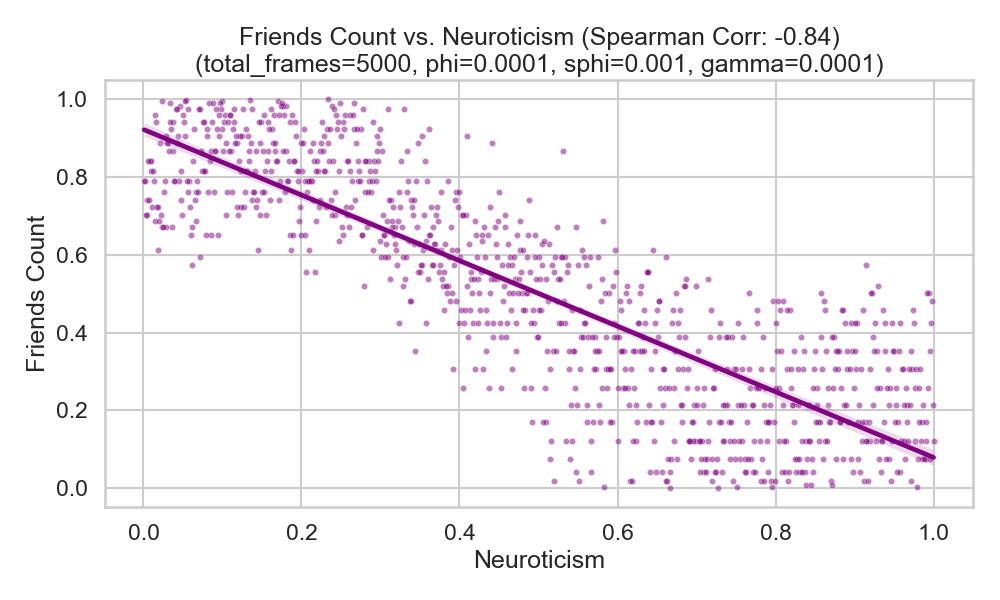 Friends Count vs. Neuroticism (Spearman Corr: -0.84)
(total_frames=5000, phi=0.0001, sphi=0.001, gamma=0.0001)
Friends Count
1.0
0.8
0.6
0.4
0.2
0.0
0.0 0.2 0.4 0.6 0.8 1.0
Neuroticism